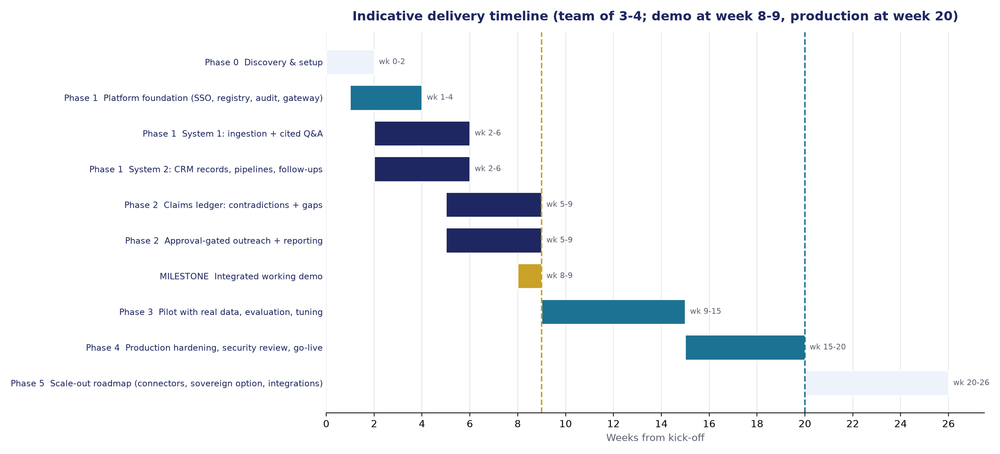 Indicative delivery timeline (team of 3-4; demo at week 8-9, production at week 20)
Phase 0  Discovery & setup
wk 0-2
Phase 1  Platform foundation (SSO, registry, audit, gateway)
wk 1-4
Phase 1  System 1: ingestion + cited Q&A
wk 2-6
Phase 1  System 2: CRM records, pipelines, follow-ups
wk 2-6
Phase 2  Claims ledger: contradictions + gaps
wk 5-9
Phase 2  Approval-gated outreach + reporting
wk 5-9
MILESTONE  Integrated working demo
wk 8-9
Phase 3  Pilot with real data, evaluation, tuning
wk 9-15
Phase 4  Production hardening, security review, go-live
wk 15-20
Phase 5  Scale-out roadmap (connectors, sovereign option, integrations)
wk 20-26
0 2 4 6 8 10 12 14 16 18 20 22 24 26
Weeks from kick-off